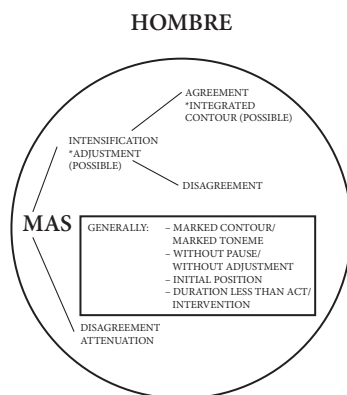 HOMBRE
AGREEMENT
*INTEGRATED
CONTOUR (POSSIBLE)
INTENSIFICATION
*ADJUSTMENT
(POSSIBLE)
DISAGREEMENT
MAS
GENERALLY: – MARKED CONTOUR/
MARKED TONEME
– WITHOUT PAUSE/
WITHOUT ADJUSTMENT
– INITIAL POSITION
– DURATION LESS THAN ACT/
INTERVENTION
DISAGREEMENT
ATTENUATION